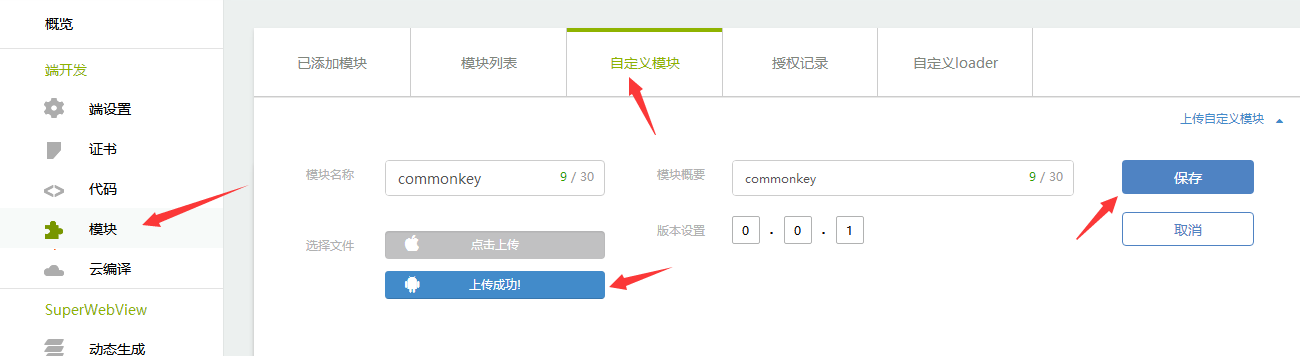 概览
端开发
端设置
证书
代码
模块
云编译
SuperWebView
动态生成
已添加模块
模块列表
自定义模块
授权记录
自定义loader
上传自定义模块
模块名称
commonkey
9 / 30
模块概要
commonkey
9 / 30
保存
选择文件
点击上传
上传成功!
版本设置
0 . 0 . 1
取消